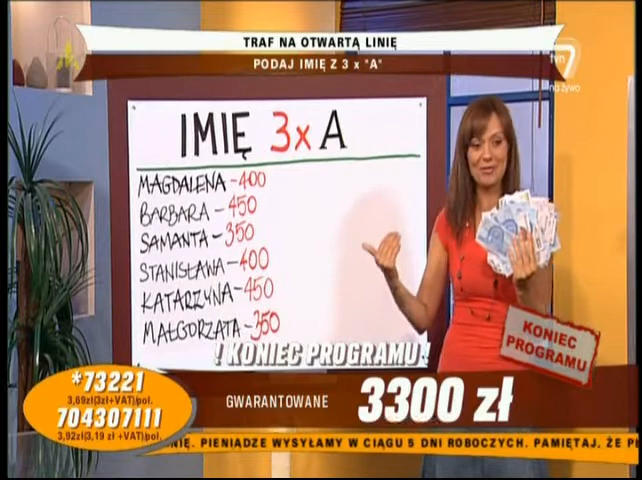 TRAF NA OTWARTĄ LINIĘ
PODAJ IMIĘ Z 3 x "A"
tvn
7
na żywo
IMIĘ 3x A
MAGDALENA - 400
BARBARA - 450
SAMANTA - 350
STANISŁAWA - 400
KATARZYNA - 450
MAŁGORZATA - 350
! KONIEC PROGRAMU!
KONIEC
PROGRAMU
*73221
3,69zł(3zł+VAT)/poł.
704307111
3,92zł(3,19 zł +VAT)/poł.
GWARANTOWANE 3300 zł
NIĘ. PIENIĄDZE WYSYŁAMY W CIĄGU 5 DNI ROBOCZYCH. PAMIĘTAJ, ŻE P